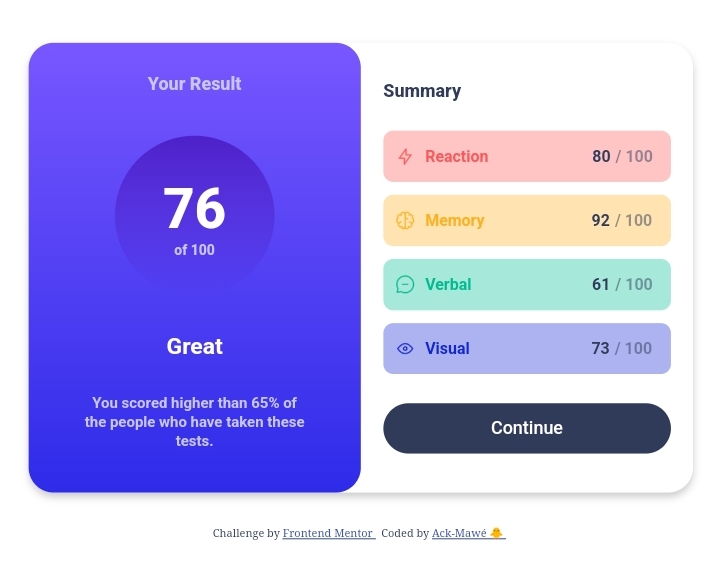 Your Result
76
of 100
Great
You scored higher than 65% of
the people who have taken these
tests.
Summary
Reaction 80 / 100
Memory 92 / 100
Verbal 61 / 100
Visual 73 / 100
Continue
Challenge by Frontend Mentor Coded by Ack-Mawé 🐥